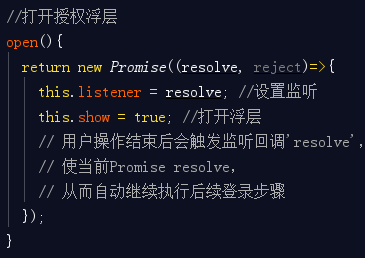 //打开授权浮层
open(){
return new Promise((resolve, reject)=>{
this.listener = resolve; //设置监听
this.show = true; //打开浮层
// 用户操作结束后会触发监听回调'resolve',
// 使当前Promise resolve,
// 从而自动继续执行后续登录步骤
});
}